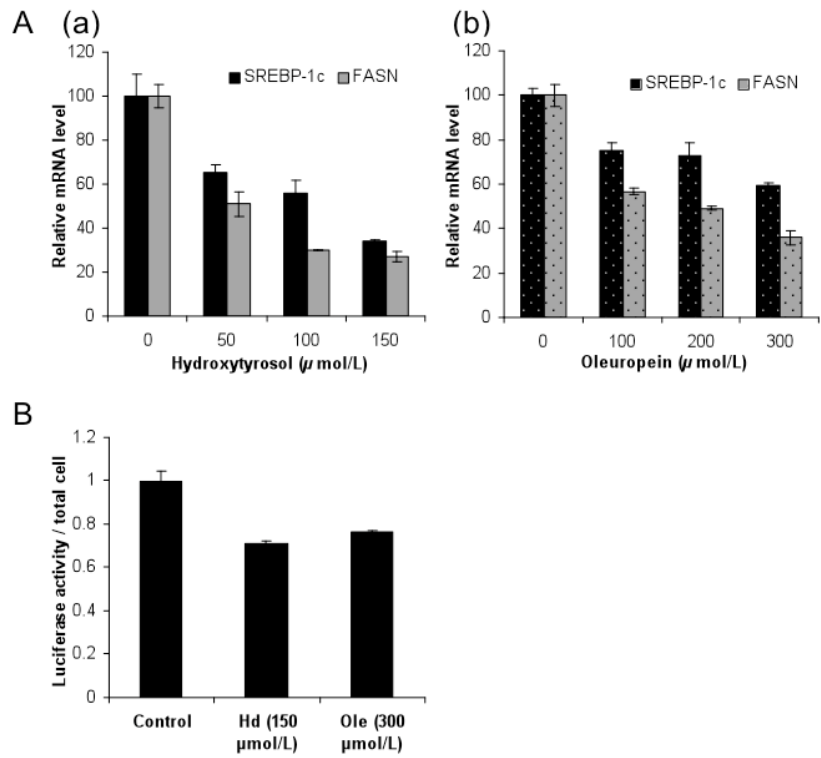 A (a)
SREBP-1c FASN
Relative mRNA level
120
100
80
60
40
20
0
0 50 100 150
Hydroxytyrosol (µ mol/L)
(b)
SREBP-1c FASN
Relative mRNA level
120
100
80
60
40
20
0
0 100 200 300
Oleuropein (µ mol/L)
B
Luciferase activity / total cell
1.2
1
0.8
0.6
0.4
0.2
0
Control Hd (150 Ole (300
µmol/L) µmol/L)